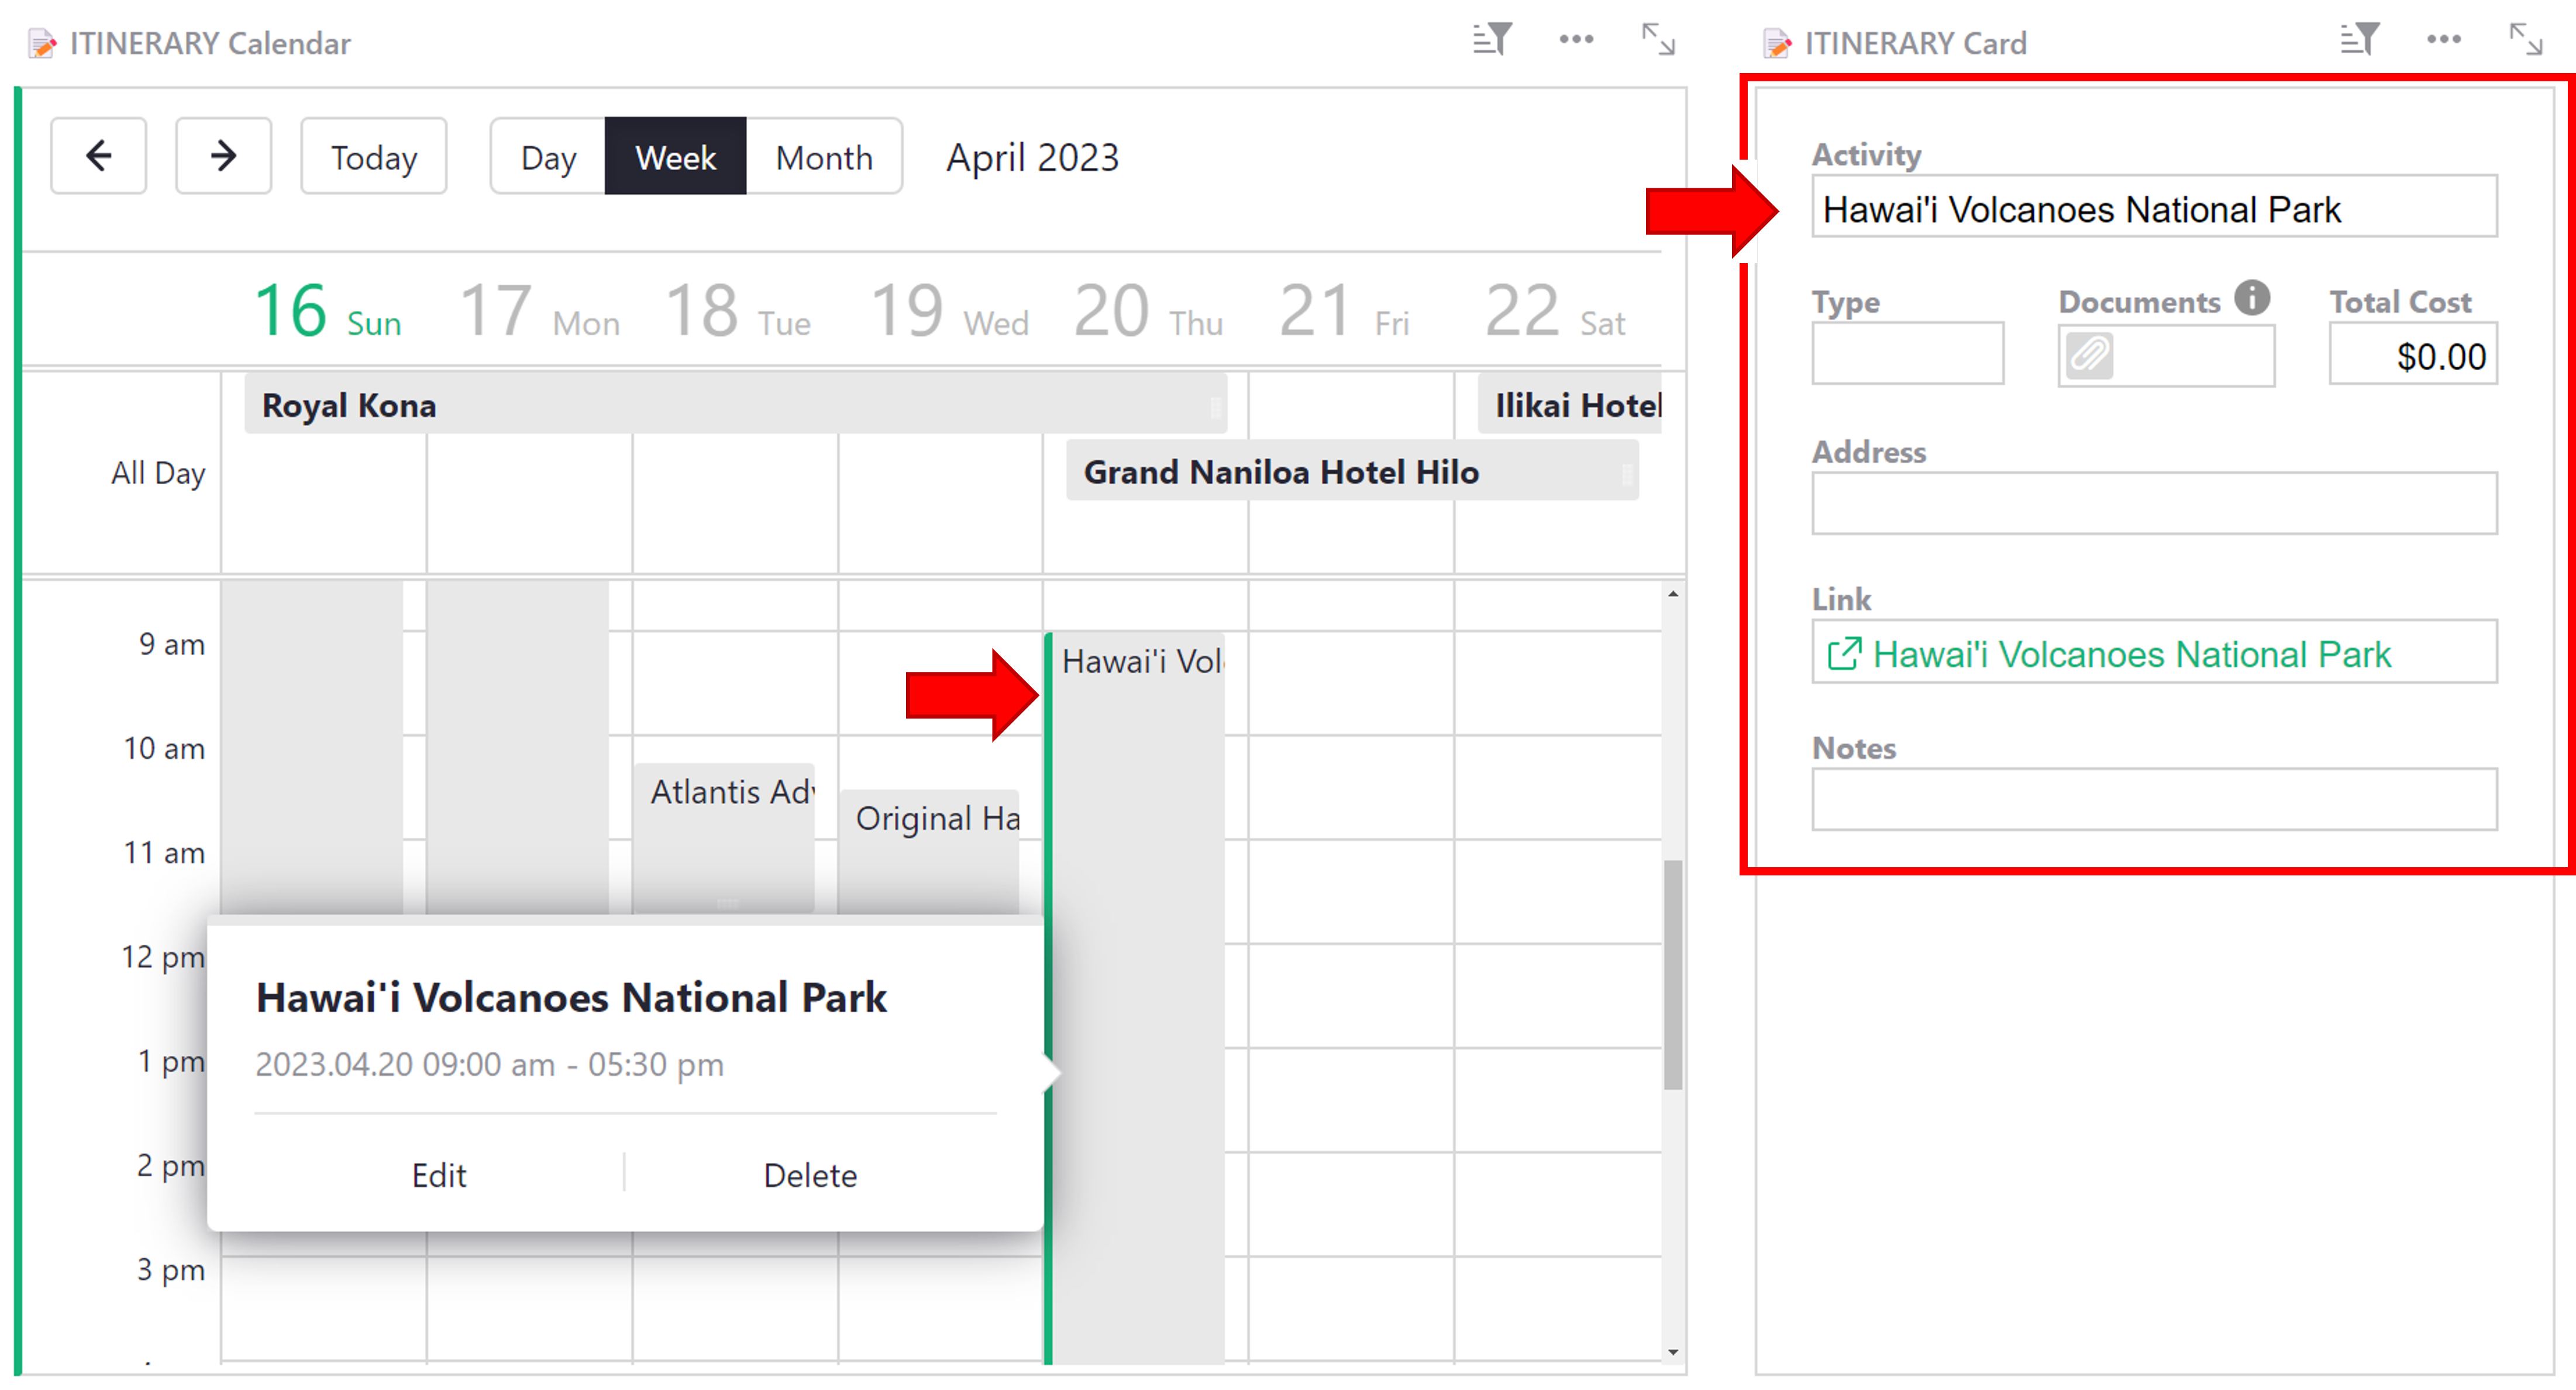 ITINERARY Calendar
Today
Day Week Month
April 2023
16 Sun 17 Mon 18 Tue 19 Wed 20 Thu 21 Fri 22 Sat
All Day
Royal Kona
Ilikai Hotel
Grand Naniloa Hotel Hilo
9 am
10 am
11 am
12 pm
1 pm
2 pm
3 pm
Hawai'i Vol
Atlantis Ad
Original Ha
Hawai'i Volcanoes National Park
2023.04.20 09:00 am - 05:30 pm
Edit Delete
ITINERARY Card
Activity
Hawai'i Volcanoes National Park
Type Documents Total Cost
$0.00
Address
Link
Hawai'i Volcanoes National Park
Notes